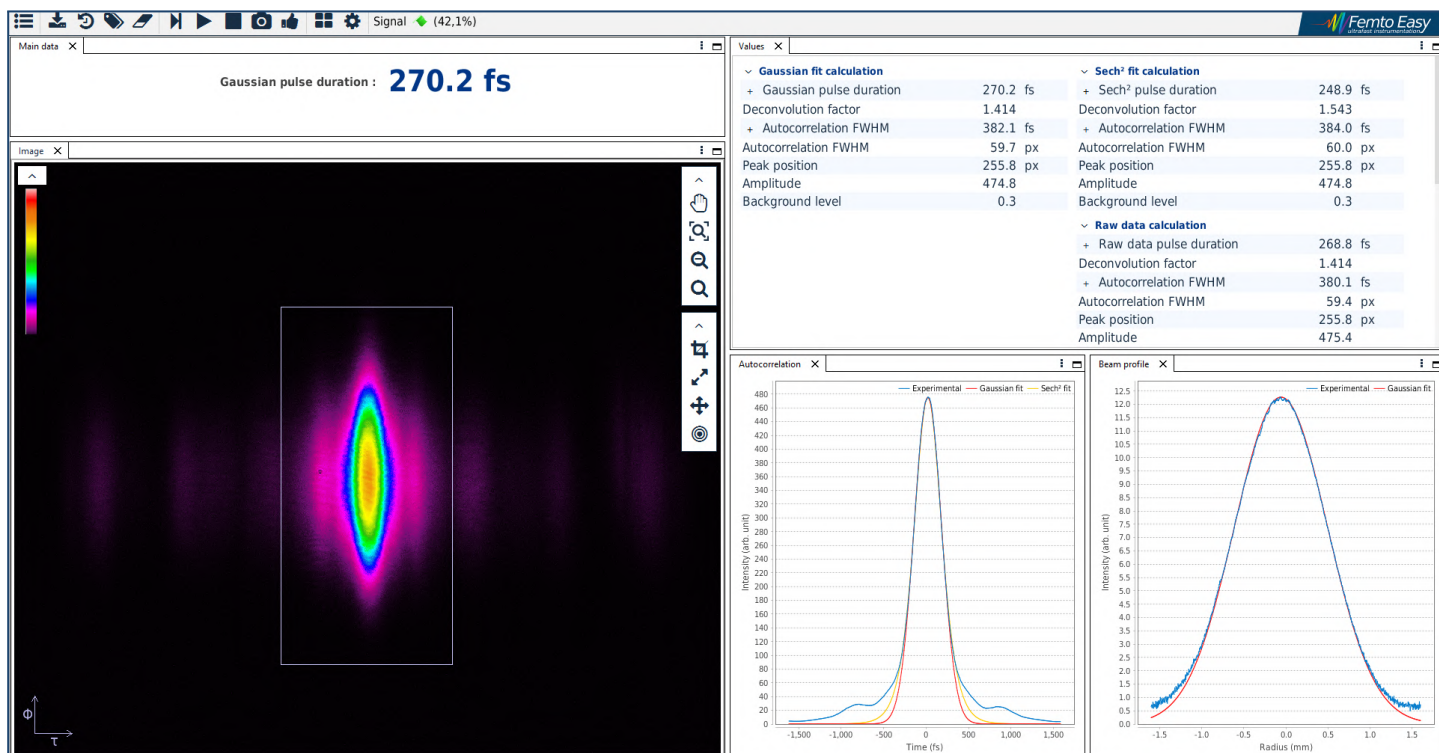 Signal (42,1%)
Femto Easy
ultrafast instrumentation
Main data
Gaussian pulse duration : 270.2 fs
Image
Φ
τ
Values
Gaussian fit calculation
+ Gaussian pulse duration 270.2 fs
Deconvolution factor 1.414
+ Autocorrelation FWHM 382.1 fs
Autocorrelation FWHM 59.7 px
Peak position 255.8 px
Amplitude 474.8
Background level 0.3
Sech² fit calculation
+ Sech² pulse duration 248.9 fs
Deconvolution factor 1.543
+ Autocorrelation FWHM 384.0 fs
Autocorrelation FWHM 60.0 px
Peak position 255.8 px
Amplitude 474.8
Background level 0.3
Raw data calculation
+ Raw data pulse duration 268.8 fs
Deconvolution factor 1.414
+ Autocorrelation FWHM 380.1 fs
Autocorrelation FWHM 59.4 px
Peak position 255.8 px
Amplitude 475.4
Autocorrelation
Experimental Gaussian fit Sech² fit
480
460
440
420
400
380
360
340
320
300
280
260
240
220
200
180
160
140
120
100
80
60
40
20
0
Intensity (arb. unit)
-1,500 -1,000 -500 0 500 1,000 1,500
Time (fs)
Beam profile
Experimental Gaussian fit
12.5
12.0
11.5
11.0
10.5
10.0
9.5
9.0
8.5
8.0
7.5
7.0
6.5
6.0
5.5
5.0
4.5
4.0
3.5
3.0
2.5
2.0
1.5
1.0
0.5
0.0
Intensity (arb. unit)
-1.5 -1.0 -0.5 0.0 0.5 1.0 1.5
Radius (mm)